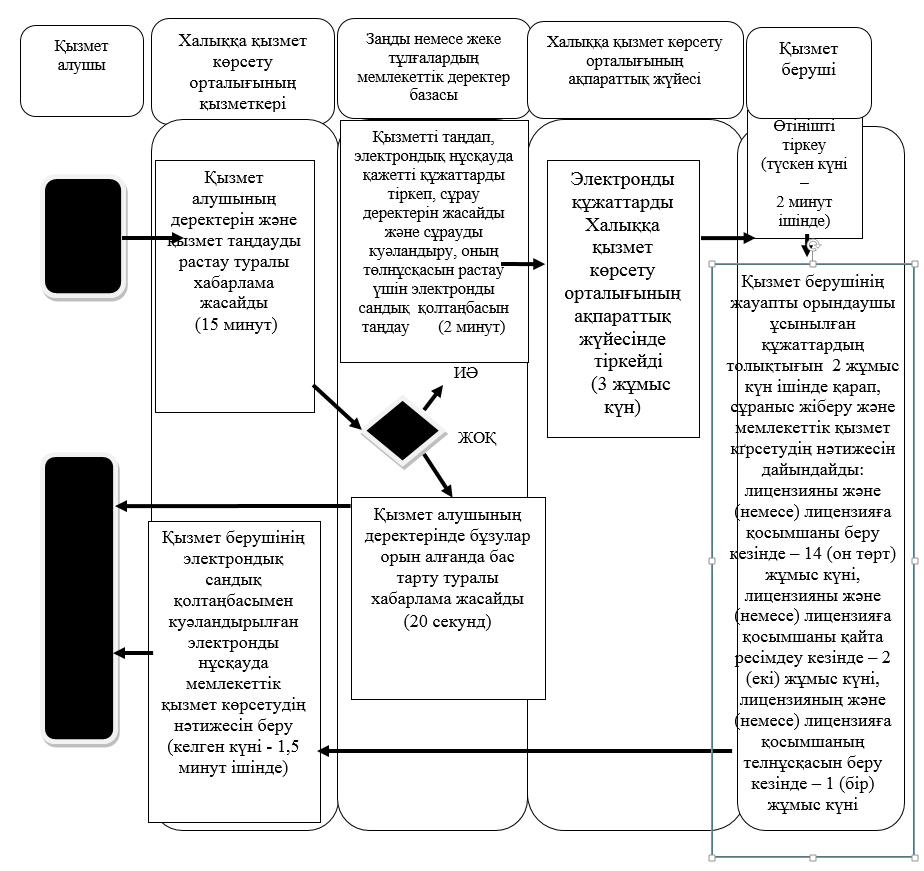 Қызмет
алушы
Халыққа қызмет
көрсету
орталығының
қызметкері
Заңды немесе жеке
тұлғалардың
мемлекеттік деректер
базасы
Халыққа қызмет көрсету
орталығының
ақпараттық жүйесі
Қызмет
беруші
Қызмет
алушының
деректерін және
қызмет таңдауды
растау туралы
хабарлама
жасайды
(15 минут)
Қызметті таңдап,
электрондық нұсқауда
қажетті құжаттарды
тіркеп, сұрау
деректерін жасайды
және сұрауды
куәландыру, оның
төлнұсқасын растау
үшін электронды
сандық қолтаңбасын
таңдау (2 минут)
Электронды
құжаттарды
Халыққа
қызмет
көрсету
орталығының
ақпараттық
жүйесінде
тіркейді
(3 жұмыс
күн)
Өтінішті
тіркеу
(түскен күні
–
2 минут
ішінде)
Қызмет берушінің
жауапты орындаушы
ұсынылған
құжаттардың
толықтығын 2 жұмыс
күн ішінде қарап,
сұраныс жіберу және
мемлекеттік қызмет
кґрсетудің нәтижесін
дайындайды:
лицензияны және
(немесе) лицензияға
қосымшаны беру
кезінде – 14 (он төрт)
жұмыс күні,
лицензияны және
(немесе) лицензияға
қосымшаны қайта
ресімдеу кезінде – 2
(екі) жұмыс күні,
лицензияның және
(немесе) лицензияға
қосымшаның
телнұсқасын беру
кезінде – 1 (бір)
жұмыс күні
ИӘ
ЖОҚ
Қызмет алушының
деректерінде бұзулар
орын алғанда бас
тарту туралы
хабарлама жасайды
(20 секунд)
Қызмет берушінің
электрондық
сандық
қолтаңбасымен
куәландырылған
электронды
нұсқауда
мемлекеттік
қызмет көрсетудің
нәтижесін беру
(келген күні - 1,5
минут ішінде)